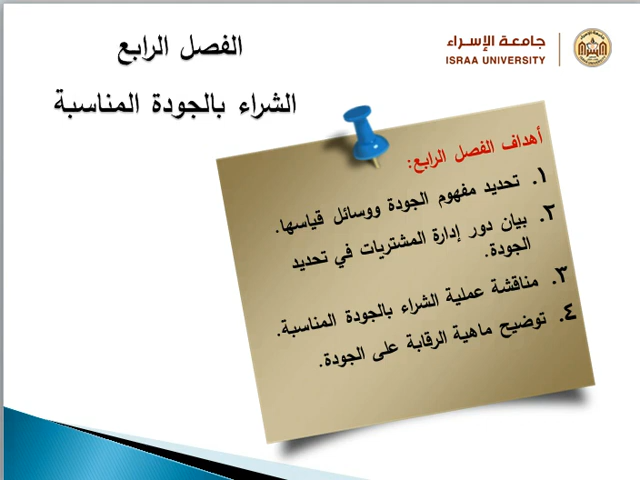 الفصل الرابع
الشراء بالجودة المناسبة
جامعة الإسراء
ISRAA UNIVERSITY
أهداف الفصل الرابع:
١. تحديد مفهوم الجودة ووسائل قياسها.
٢. بيان دور إدارة المشتريات في تحديد
الجودة.
٣. مناقشة عملية الشراء بالجودة المناسبة.
٤. توضيح ماهية الرقابة على الجودة.